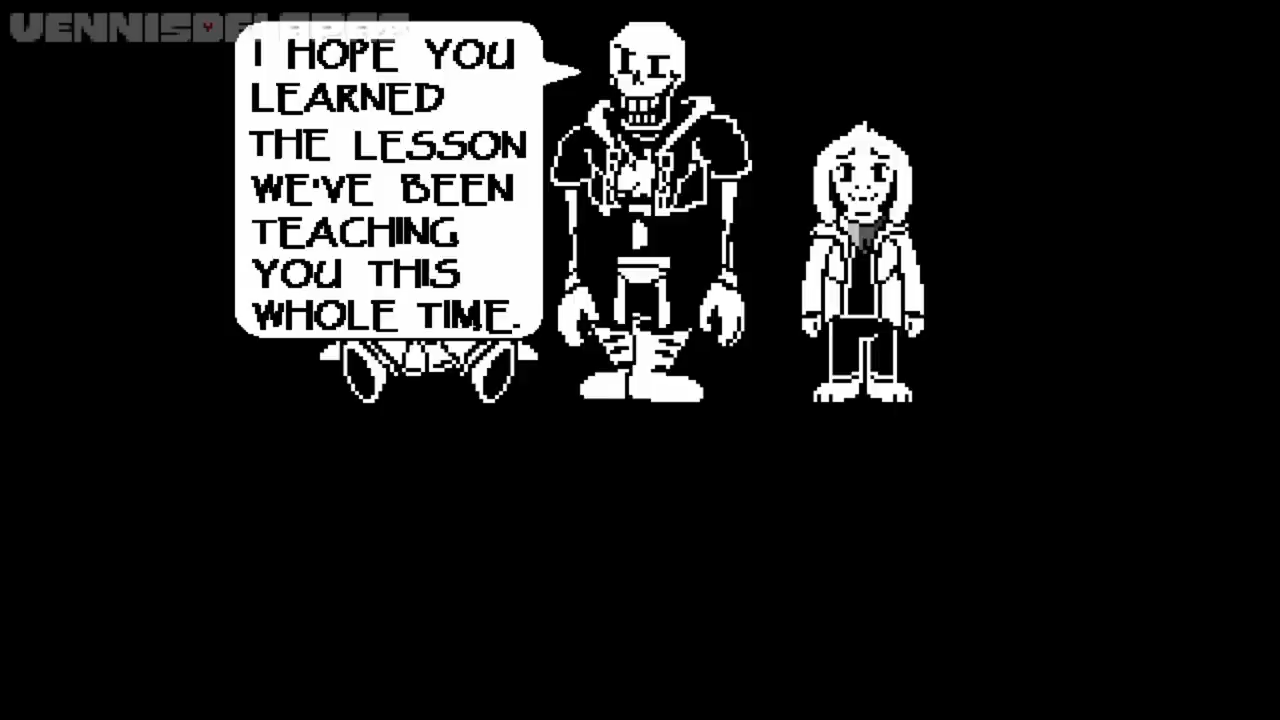 I HOPE YOU
LEARNED
THE LESSON
WE'VE BEEN
TEACHING
YOU THIS
WHOLE TIME.